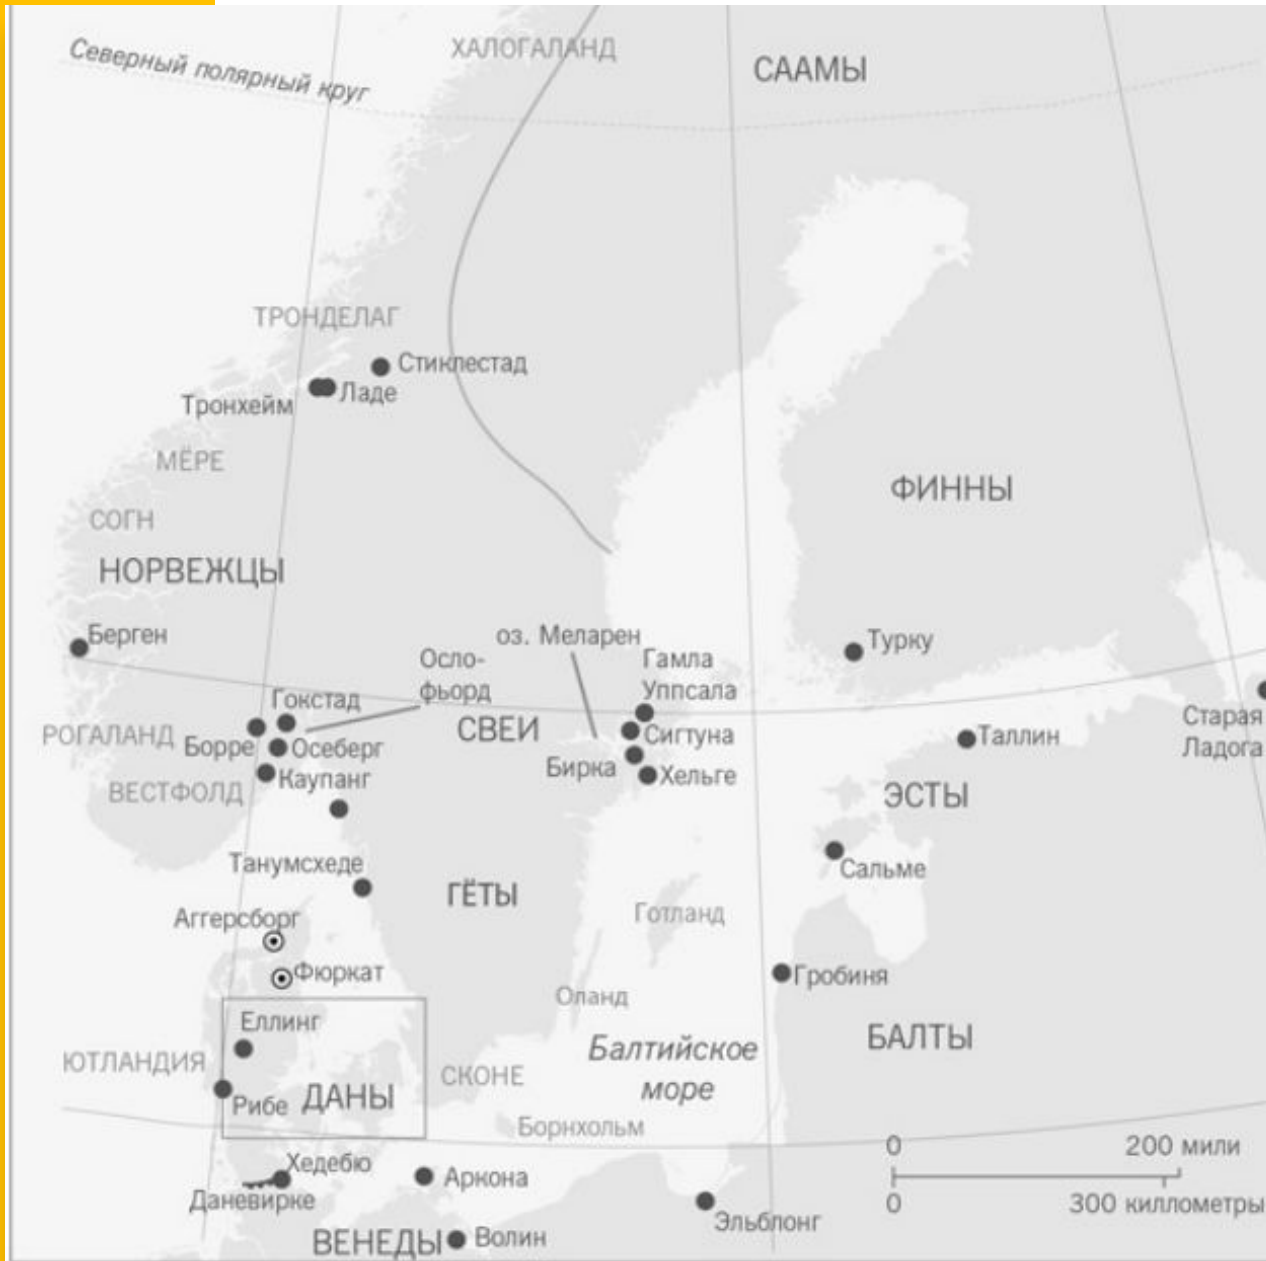 Северный полярный круг
ХАЛОГАЛАНД
СААМЫ
ТРОНДЕЛАГ
Стиклестад
Тронхейм
Ладе
МЁРЕ
СОГН
ФИННЫ
НОРВЕЖЦЫ
Берген
оз. Меларен
Турку
Осло-
фьорд
Гамла
Уппсала
Гокстад
РОГАЛАНД
Борре
Осеберг
СВЕИ
Сигтуна
Таллин
Старая
Ладога
Каупанг
Бирка
Хельге
ВЕСТФОЛД
ЭСТЫ
Танумсхеде
Сальме
ГЁТЫ
Аггерсборг
Готланд
Фюркат
Гробиня
Оланд
Еллинг
БАЛТЫ
ЮТЛАНДИЯ
Балтийское
море
СКОНЕ
Рибе
ДАНЫ
Борнхольм
0
200 мили
Хедебю
Аркона
Даневирке
0
300 киллометры
Эльблонг
ВЕНЕДЫ
Волин